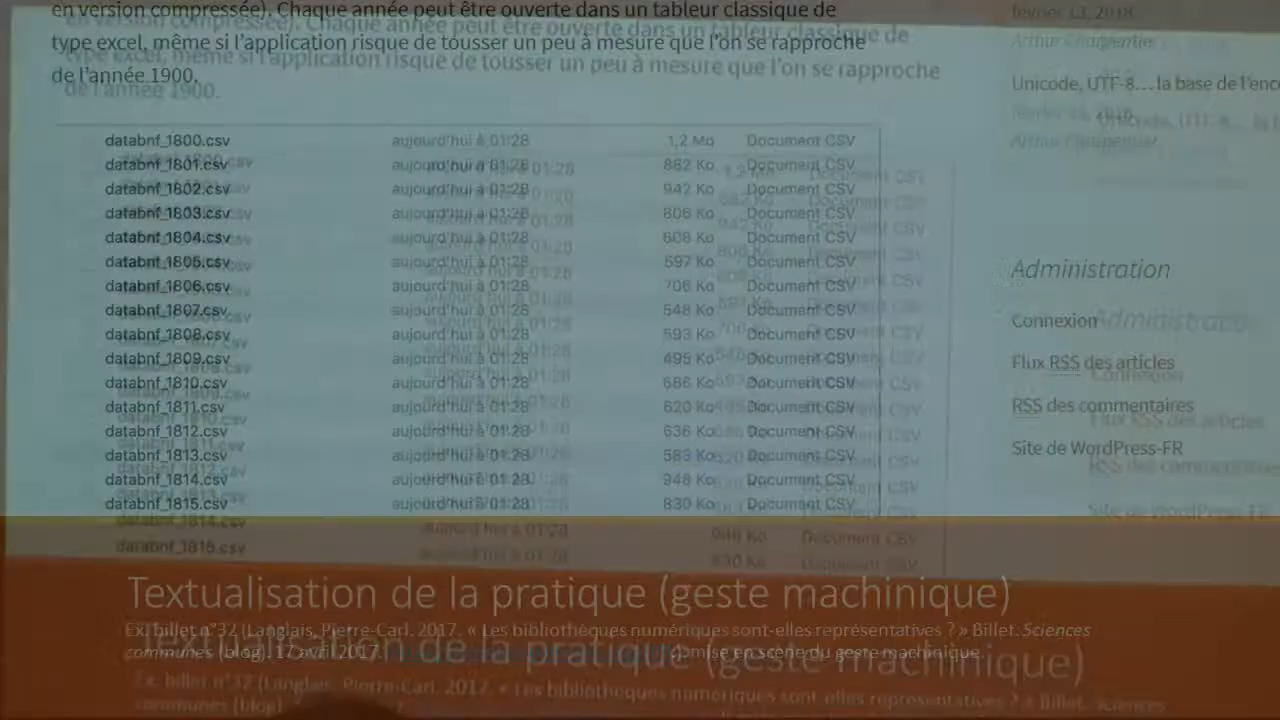 en version compressée). Chaque année peut être ouverte dans un tableur classique de
type excel, même si l'application risque de tousser un peu à mesure que l'on se rapproche
de l'année 1900.
databnf_1800.csv aujourd'hui à 01:28 1,2 Mo Document CSV
databnf_1801.csv aujourd'hui à 01:28 882 Ko Document CSV
databnf_1802.csv aujourd'hui à 01:28 942 Ko Document CSV
databnf_1803.csv aujourd'hui à 01:28 806 Ko Document CSV
databnf_1804.csv aujourd'hui à 01:28 608 Ko Document CSV
databnf_1805.csv aujourd'hui à 01:28 597 Ko Document CSV
databnf_1806.csv aujourd'hui à 01:28 706 Ko Document CSV
databnf_1807.csv aujourd'hui à 01:28 548 Ko Document CSV
databnf_1808.csv aujourd'hui à 01:28 593 Ko Document CSV
databnf_1809.csv aujourd'hui à 01:28 495 Ko Document CSV
databnf_1810.csv aujourd'hui à 01:28 686 Ko Document CSV
databnf_1811.csv aujourd'hui à 01:28 620 Ko Document CSV
databnf_1812.csv aujourd'hui à 01:28 636 Ko Document CSV
databnf_1813.csv aujourd'hui à 01:28 583 Ko Document CSV
databnf_1814.csv aujourd'hui à 01:28 948 Ko Document CSV
databnf_1815.csv aujourd'hui à 01:28 830 Ko Document CSV
février 13, 2018
Arthur Charpentier
Unicode, UTF-8… la base de l'enc
Administration
Connexion
Flux RSS des articles
RSS des commentaires
Site de WordPress-FR
Textualisation de la pratique (geste machinique)
Ex. billet n°32 (Langlais, Pierre-Carl. 2017. « Les bibliothèques numériques sont-elles représentatives ? » Billet. Sciences
communes (blog). 17 avril 2017. mise en scène du geste machinique.